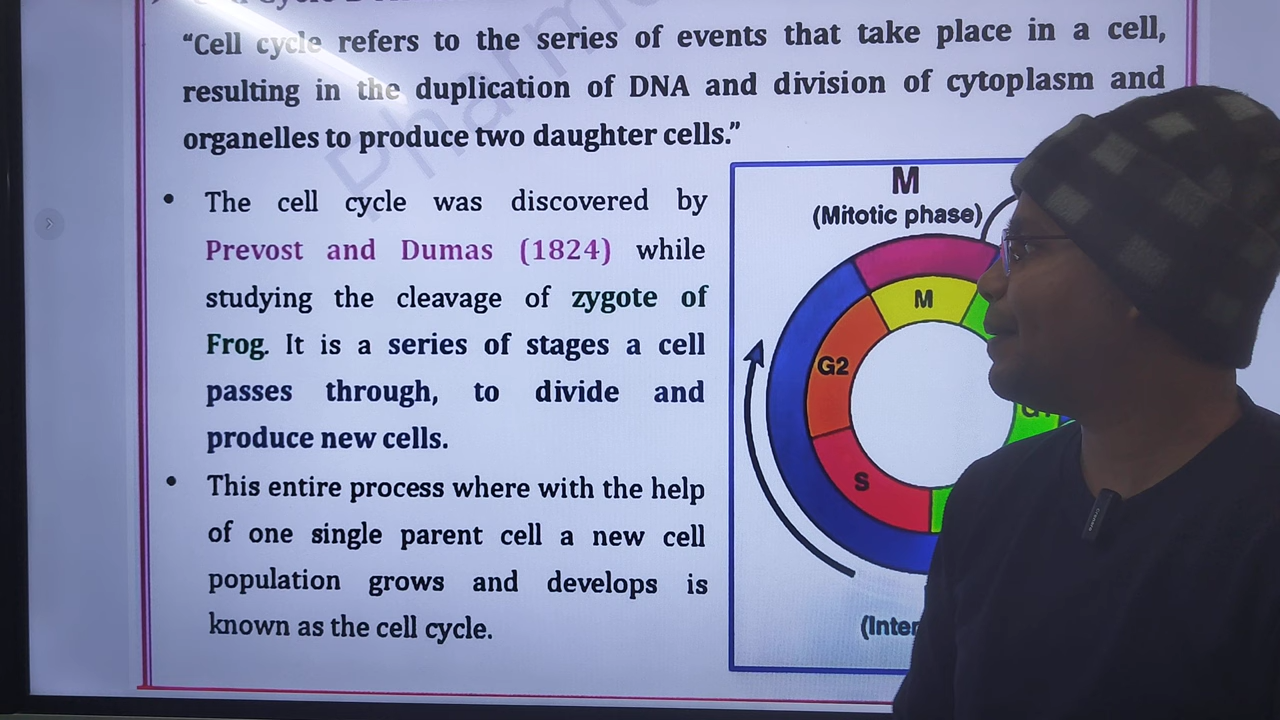 “Cell cycle refers to the series of events that take place in a cell,
resulting in the duplication of DNA and division of cytoplasm and
organelles to produce two daughter cells.”
• The cell cycle was discovered by
Prevost and Dumas (1824) while
studying the cleavage of zygote of
Frog. It is a series of stages a cell
passes through, to divide and
produce new cells.
• This entire process where with the help
of one single parent cell a new cell
population grows and develops is
known as the cell cycle.
M
(Mitotic phase)
M
G2
G1
S
(Inter